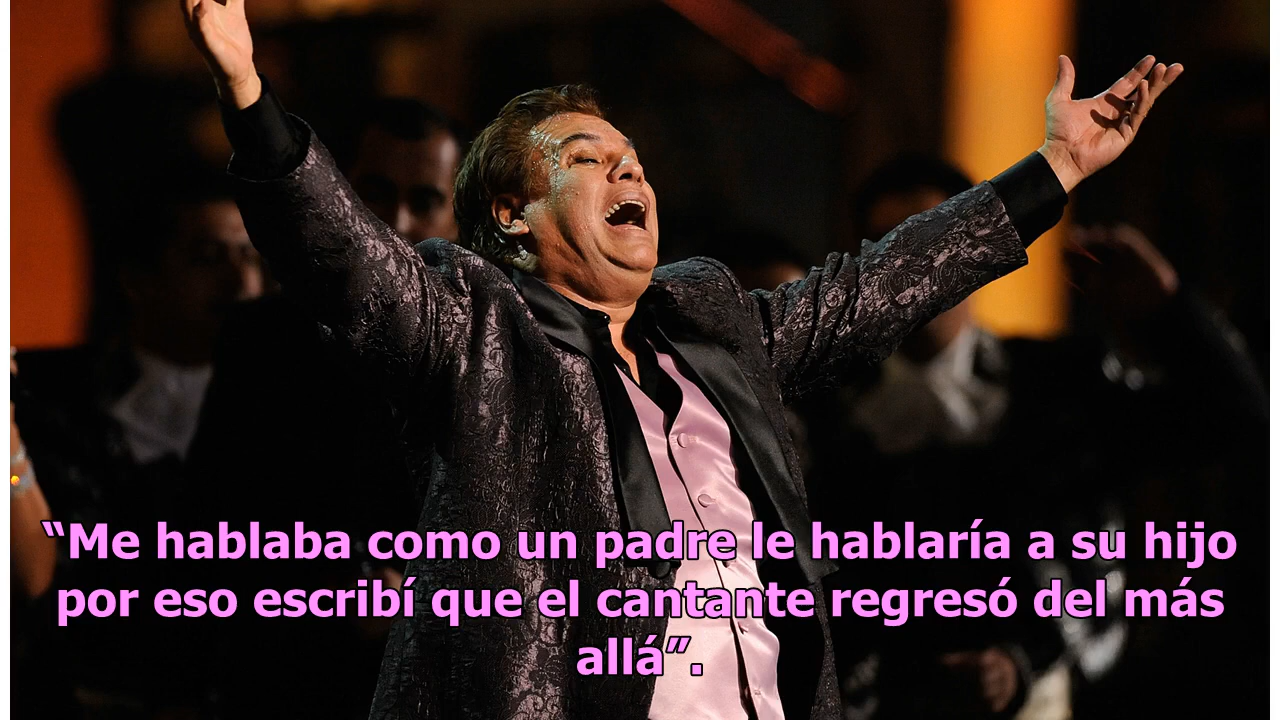 “Me hablaba como un padre le hablaría a su hijo
por eso escribí que el cantante regresó del más
allá”.